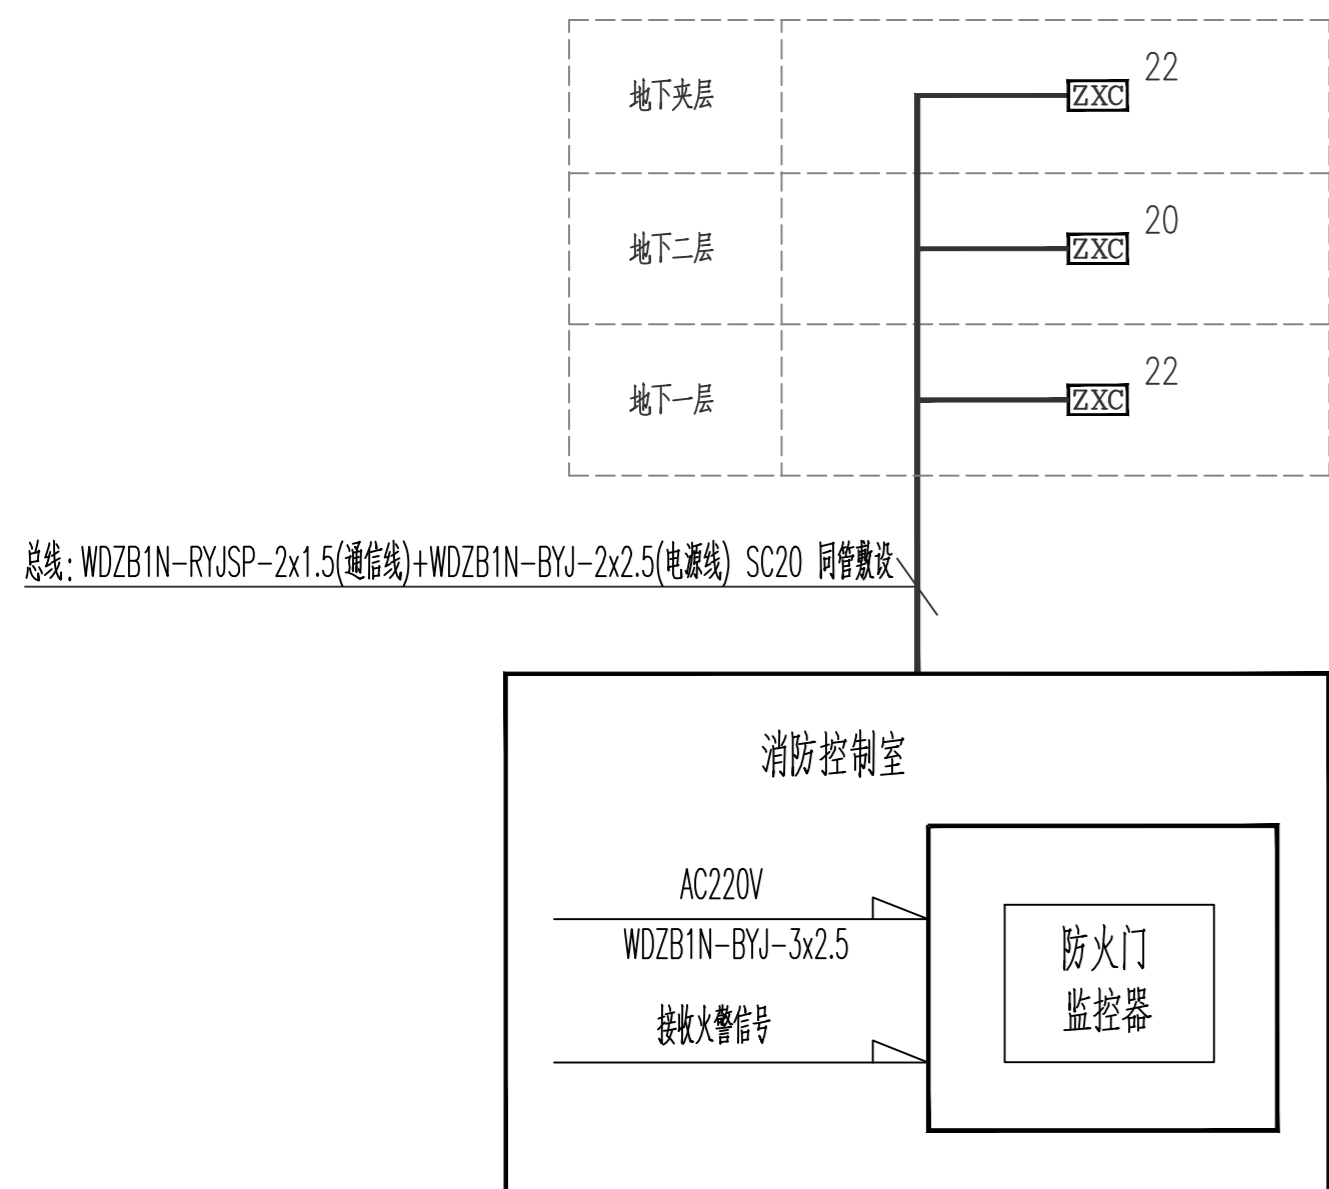 地下夹层
ZXC 22
地下二层
ZXC 20
地下一层
ZXC 22
总线：WDZB1N-RYJSP-2x1.5(通信线)+WDZB1N-BYJ-2x2.5(电源线) SC20 同管敷设
消防控制室
AC220V
WDZB1N-BYJ-3x2.5
接收火警信号
防火门
监控器